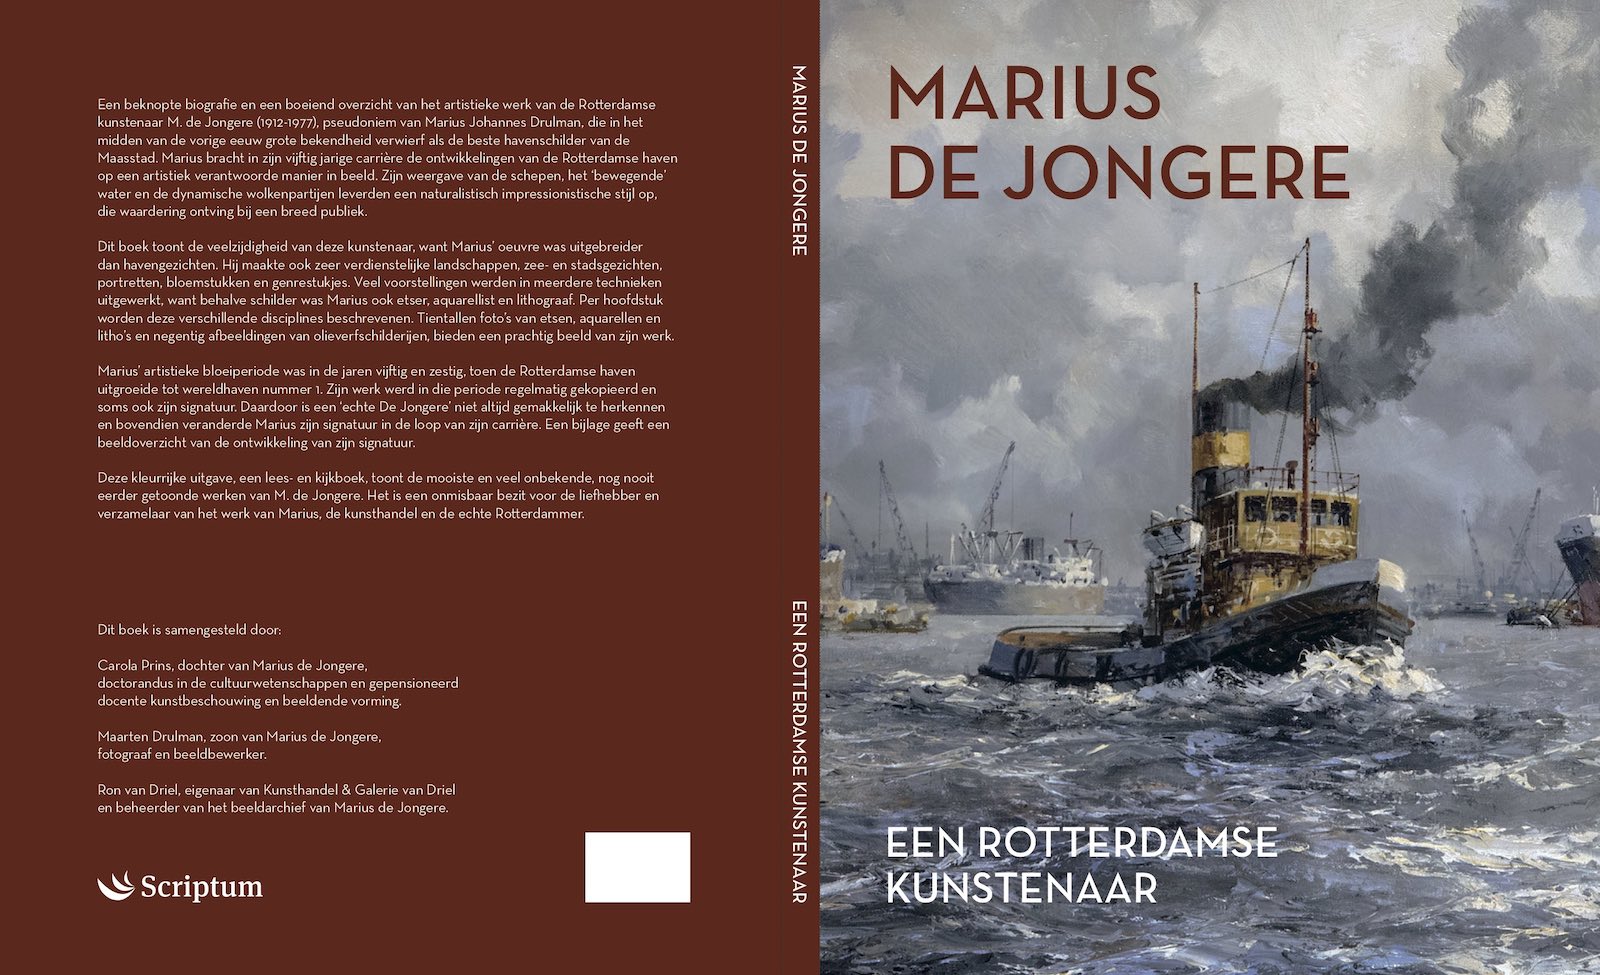 Een beknopte biografie en een boeiend overzicht van het artistieke werk van de Rotterdamse
kunstenaar M. de Jongere (1912-1977), pseudoniem van Marius Johannes Drulman, die in het
midden van de vorige eeuw grote bekendheid verwierf als de beste havenschilder van de
Maasstad. Marius bracht in zijn vijftig jarige carrière de ontwikkelingen van de Rotterdamse haven
op een artistiek verantwoorde manier in beeld. Zijn weergave van de schepen, het ‘bewegende’
water en de dynamische wolkenpartijen leverden een naturalistisch impressionistische stijl op,
die waardering ontving bij een breed publiek.
Dit boek toont de veelzijdigheid van deze kunstenaar, want Marius’ oeuvre was uitgebreider
dan havengezichten. Hij maakte ook zeer verdienstelijke landschappen, zee- en stadsgezichten,
portretten, bloemstukken en genrestukjes. Veel voorstellingen werden in meerdere technieken
uitgewerkt, want behalve schilder was Marius ook etser, aquarellist en lithograaf. Per hoofdstuk
worden deze verschillende disciplines beschrevenen. Tientallen foto’s van etsen, aquarellen en
litho’s en negentig afbeeldingen van olieverfschilderijen, bieden een prachtig beeld van zijn werk.
Marius’ artistieke bloeiperiode was in de jaren vijftig en zestig, toen de Rotterdamse haven
uitgroeide tot wereldhaven nummer 1. Zijn werk werd in die periode regelmatig gekopieerd en
soms ook zijn signatuur. Daardoor is een ‘echte De Jongere’ niet altijd gemakkelijk te herkennen
en bovendien veranderde Marius zijn signatuur in de loop van zijn carrière. Een bijlage geeft een
beeldoverzicht van de ontwikkeling van zijn signatuur.
Deze kleurrijke uitgave, een lees- en kijkboek, toont de mooiste en veel onbekende, nog nooit
eerder getoonde werken van M. de Jongere. Het is een onmisbaar bezit voor de liefhebber en
verzamelaar van het werk van Marius, de kunsthandel en de echte Rotterdammer.
Dit boek is samengesteld door:
Carola Prins, dochter van Marius de Jongere,
doctorandus in de cultuurwetenschappen en gepensioneerd
docente kunstbeschouwing en beeldende vorming.
Maarten Drulman, zoon van Marius de Jongere,
fotograaf en beeldbewerker.
Ron van Driel, eigenaar van Kunsthandel & Galerie van Driel
en beheerder van het beeldarchief van Marius de Jongere.
Scriptum
MARIUS DE JONGERE
EEN ROTTERDAMSE KUNSTENAAR
MARIUS
DE JONGERE
EEN ROTTERDAMSE
KUNSTENAAR